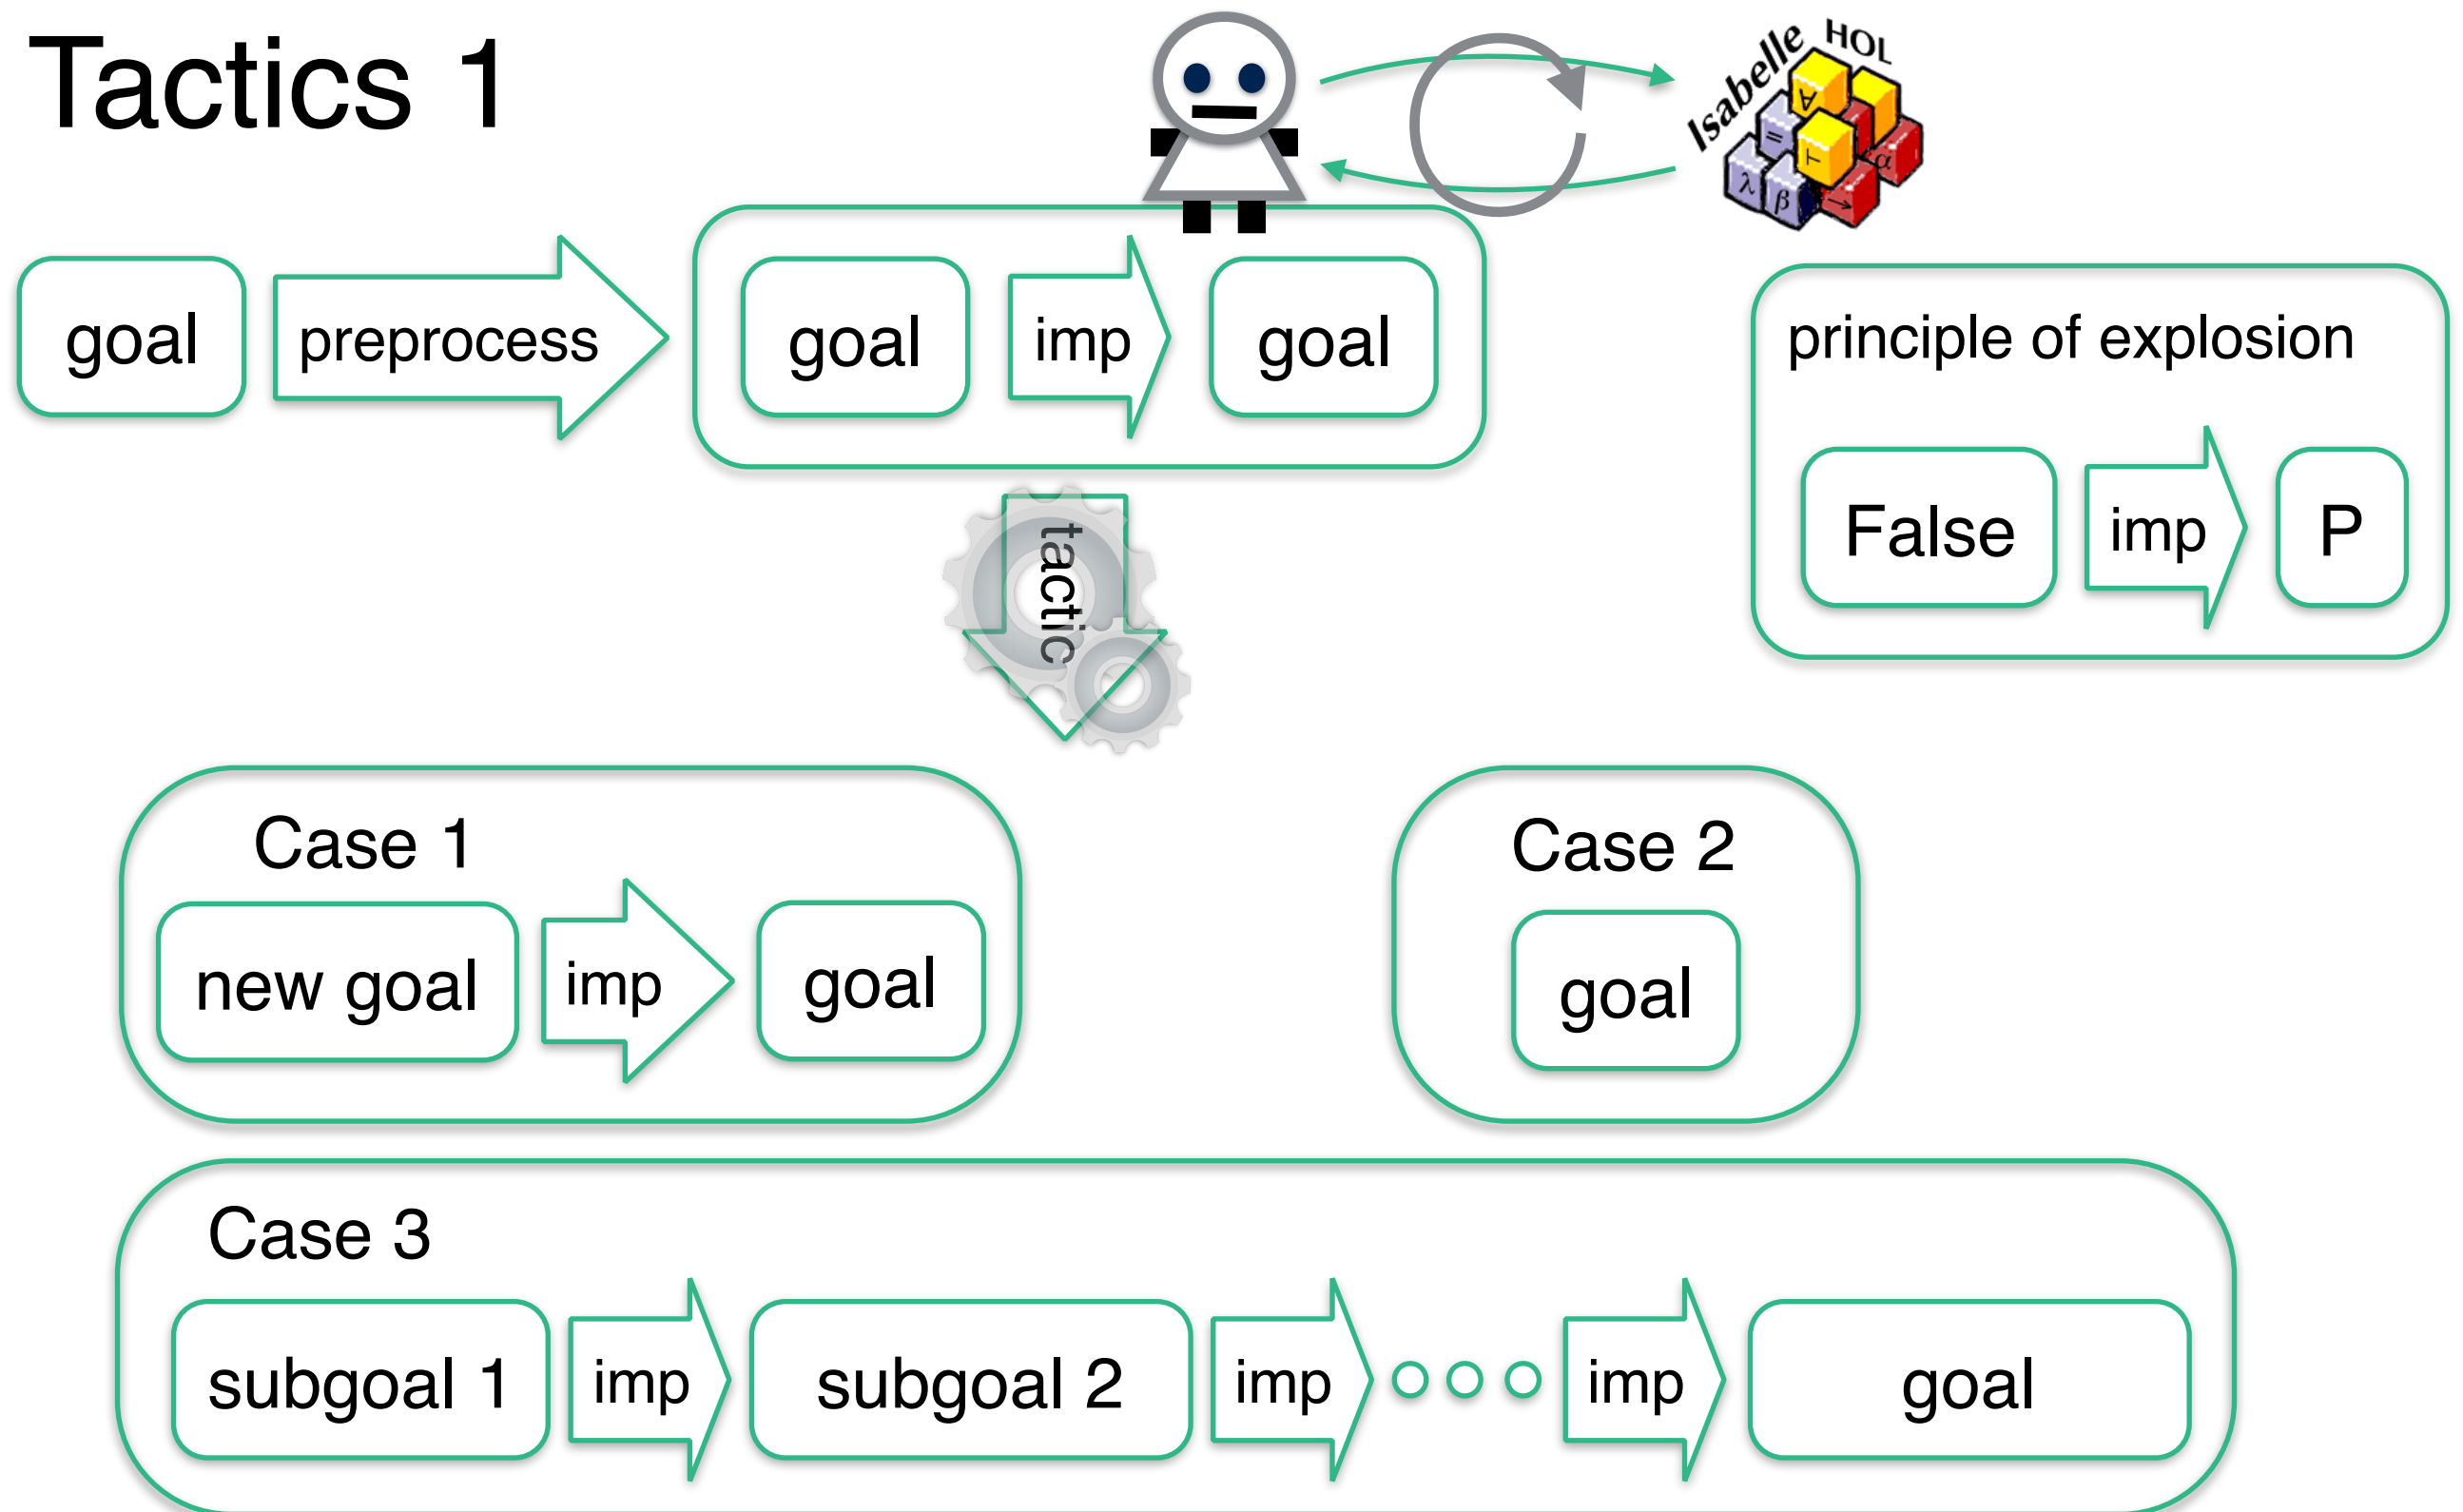 Tactics 1
Isabelle
HOL
∀
=
⊢
α
λ
β
→
goal
preprocess
goal
imp
goal
principle of explosion
False
imp
P
tactic
Case 1
new goal
imp
goal
Case 2
goal
Case 3
subgoal 1
imp
subgoal 2
imp
imp
goal